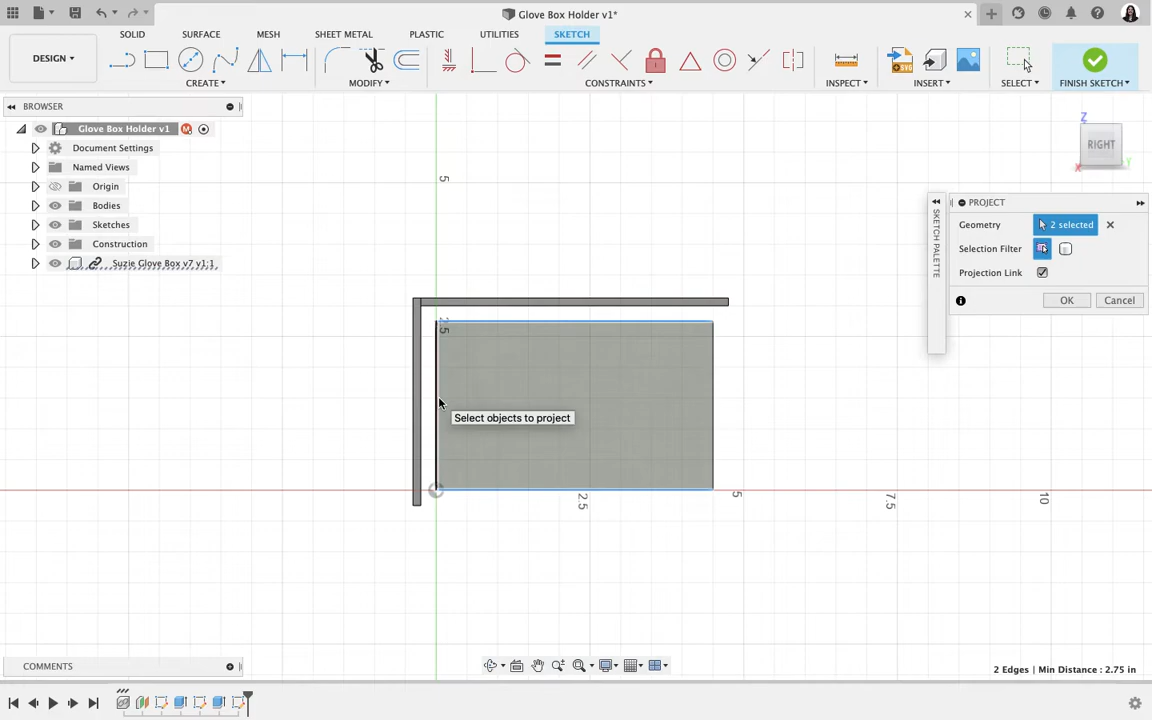 Glove Box Holder v1*
DESIGN
SOLID SURFACE MESH SHEET METAL PLASTIC UTILITIES SKETCH
CREATE MODIFY CONSTRAINTS INSPECT INSERT SELECT FINISH SKETCH
BROWSER
Glove Box Holder v1
Document Settings
Named Views
Origin
Bodies
Sketches
Construction
Suzie Glove Box v7 v1:1
Z
RIGHT
X
Y
SKETCH PALETTE
PROJECT
Geometry 2 selected
Selection Filter
Projection Link
OK Cancel
5
2.5
Select objects to project
2.5 5 7.5 10
COMMENTS
2 Edges | Min Distance : 2.75 in